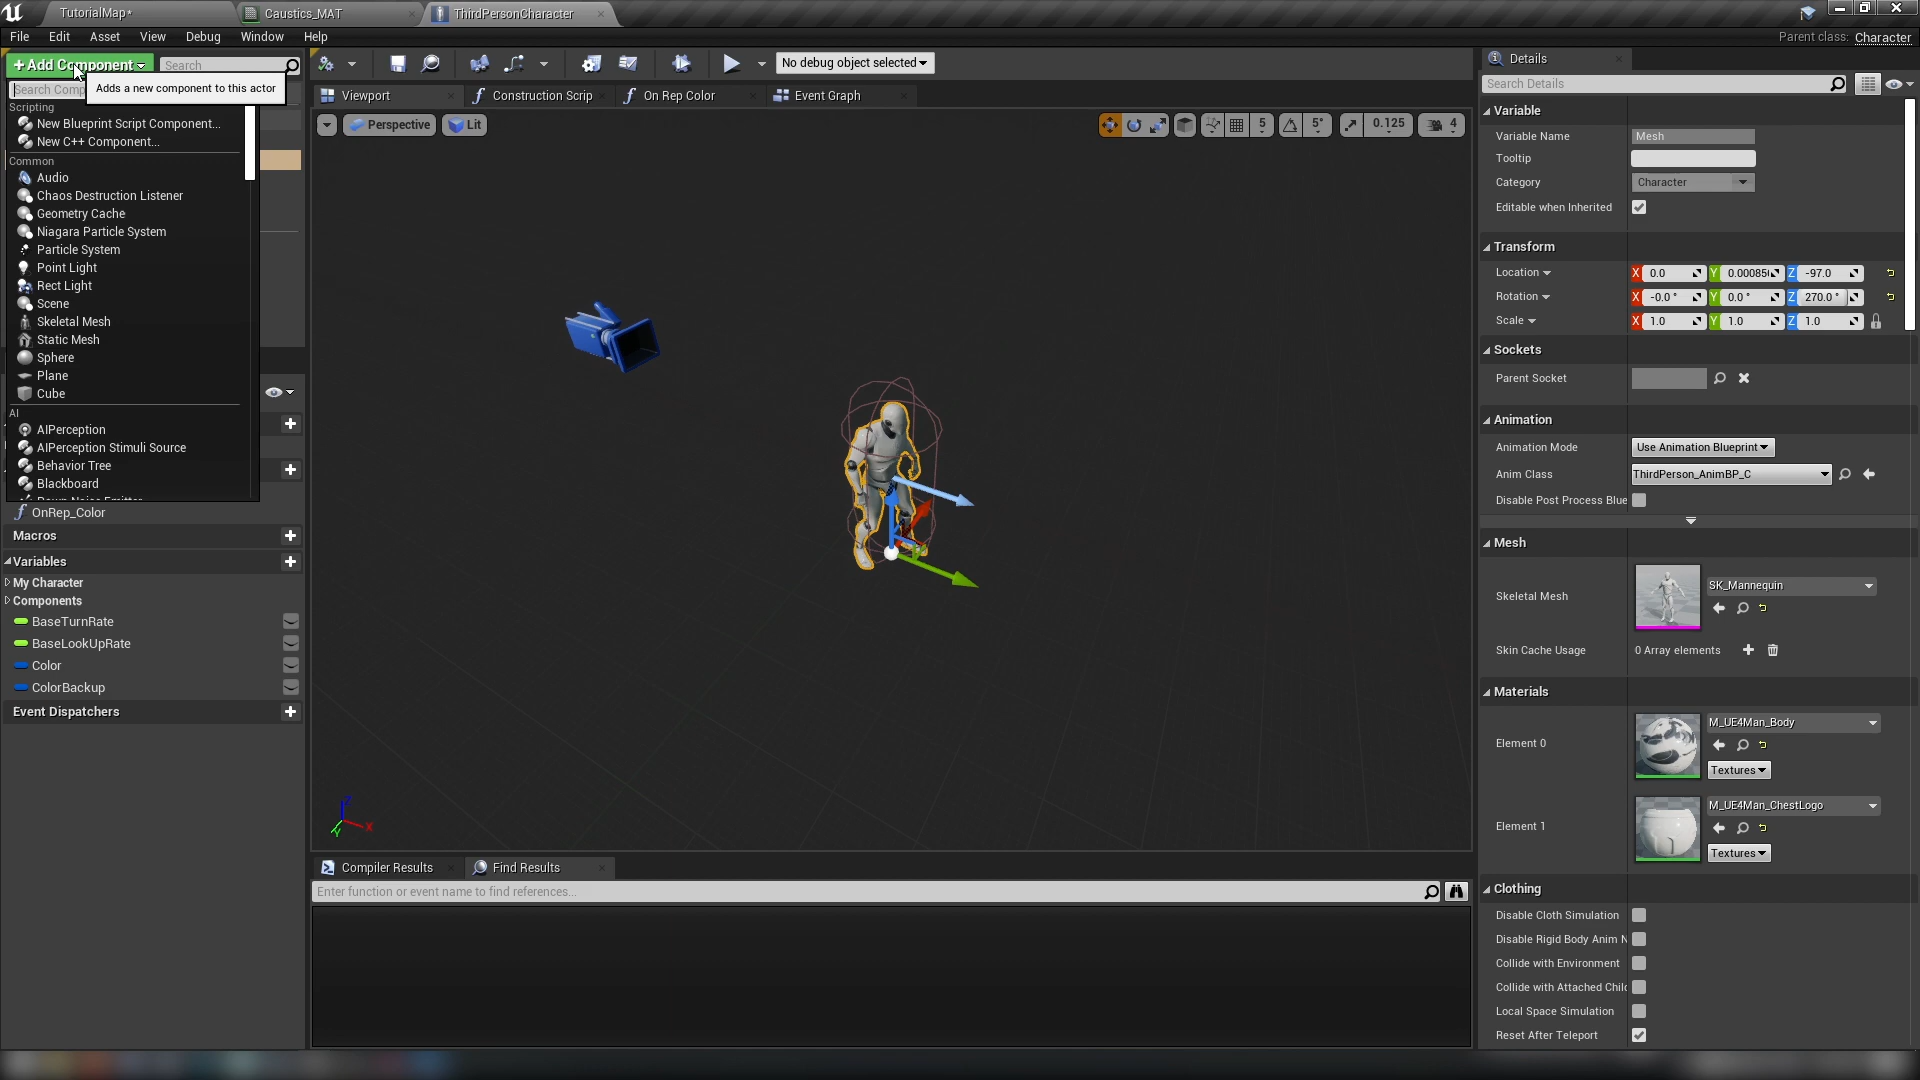 TutorialMap*
Caustics_MAT
ThirdPersonCharacter
File Edit Asset View Debug Window Help
Parent class: Character
+Add Component
Search
Search Comp
Adds a new component to this actor
Scripting
New Blueprint Script Component...
New C++ Component...
Common
Audio
Chaos Destruction Listener
Geometry Cache
Niagara Particle System
Particle System
Point Light
Rect Light
Scene
Skeletal Mesh
Static Mesh
Sphere
Plane
Cube
AI
AIPerception
AIPerception Stimuli Source
Behavior Tree
Blackboard
Pawn Noise Emitter
OnRep_Color
Macros
Variables
My Character
Components
BaseTurnRate
BaseLookUpRate
Color
ColorBackup
Event Dispatchers
No debug object selected
Viewport
Construction Scrip
On Rep Color
Event Graph
Perspective
Lit
5
5°
0.125
4
Z
X
Y
Compiler Results
Find Results
Enter function or event name to find references...
Details
Search Details
Variable
Variable Name Mesh
Tooltip
Category Character
Editable when Inherited
Transform
Location X 0.0 Y 0.00085 Z -97.0
Rotation X -0.0 ° Y 0.0 ° Z 270.0 °
Scale X 1.0 Y 1.0 Z 1.0
Sockets
Parent Socket
Animation
Animation Mode Use Animation Blueprint
Anim Class ThirdPerson_AnimBP_C
Disable Post Process Blue
Mesh
Skeletal Mesh SK_Mannequin
Skin Cache Usage 0 Array elements
Materials
Element 0 M_UE4Man_Body
Textures
Element 1 M_UE4Man_ChestLogo
Textures
Clothing
Disable Cloth Simulation
Disable Rigid Body Anim N
Collide with Environment
Collide with Attached Chil
Local Space Simulation
Reset After Teleport